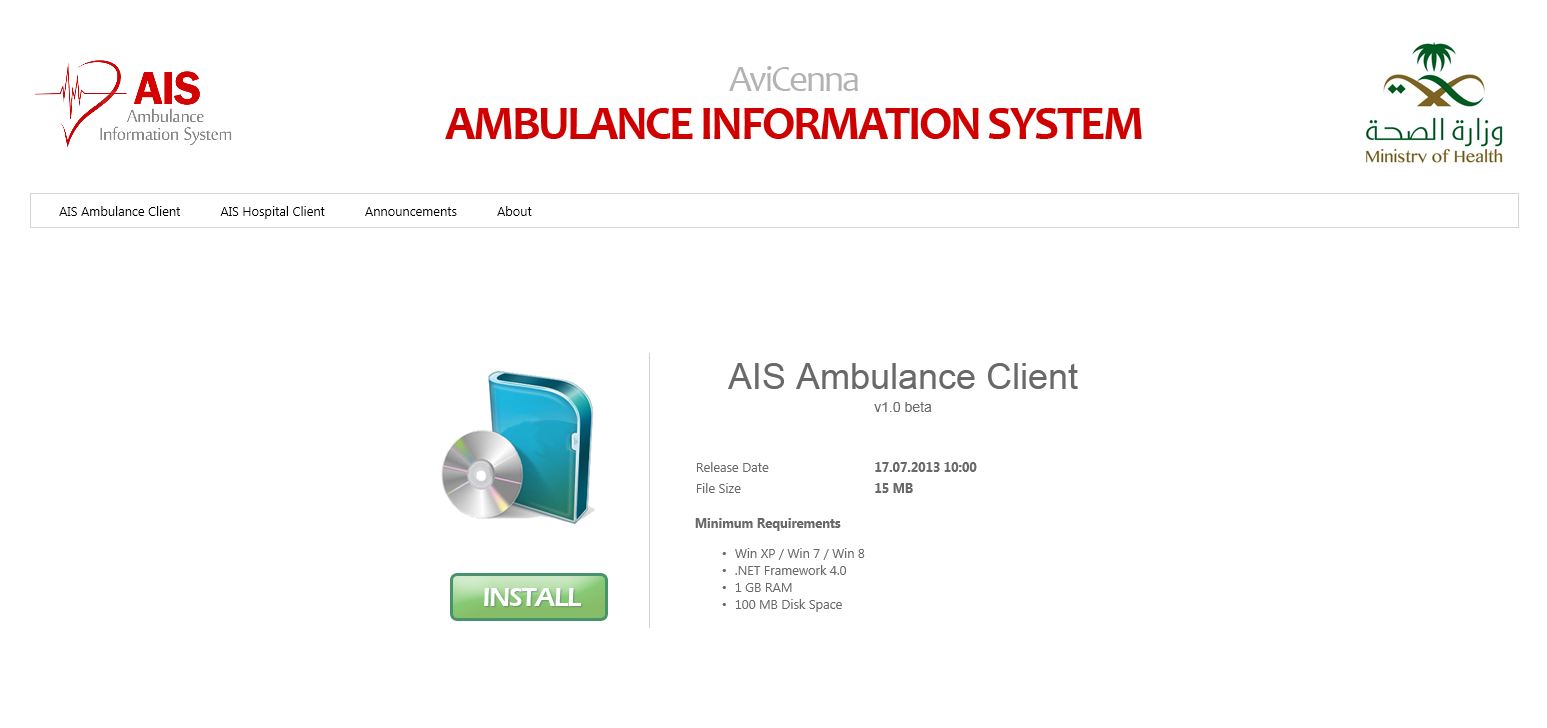 AIS
Ambulance
Information System
AviCenna
AMBULANCE INFORMATION SYSTEM
وزارة الصحة
Ministry of Health
AIS Ambulance Client
AIS Hospital Client
Announcements
About
INSTALL
AIS Ambulance Client
v1.0 beta
Release Date 17.07.2013 10:00
File Size 15 MB
Minimum Requirements
• Win XP / Win 7 / Win 8
• .NET Framework 4.0
• 1 GB RAM
• 100 MB Disk Space